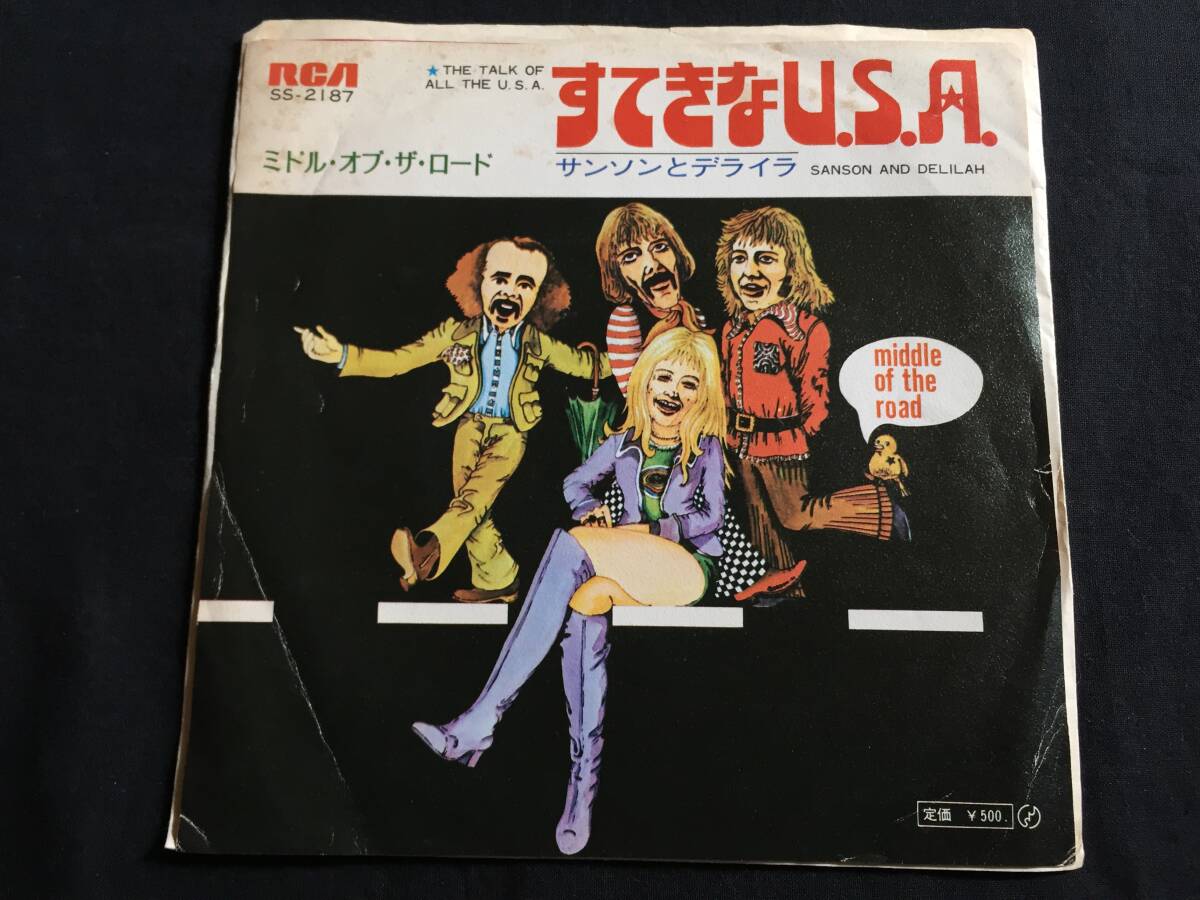 RCA
SS-2187
★THE TALK OF
ALL THE U.S.A.
すてきなU.S.A.
ミドル・オブ・ザ・ロード
サンソンとデライラ SANSON AND DELILAH
middle
of the
road
定価 ¥500.